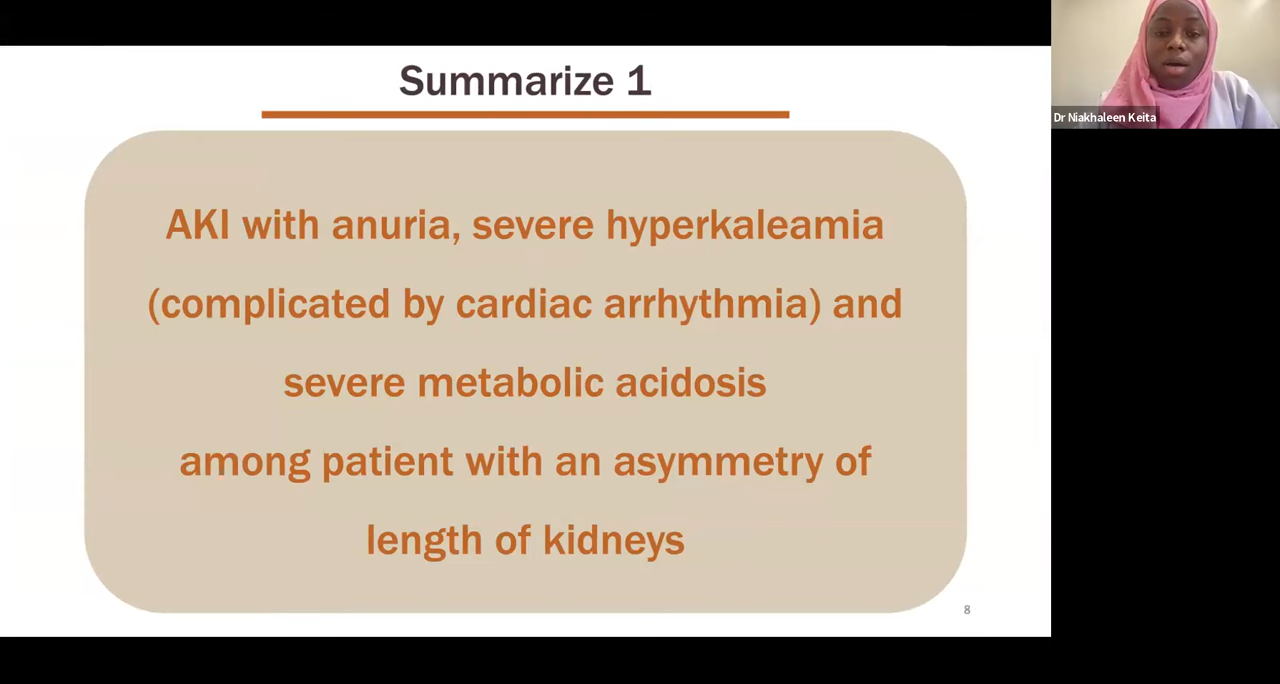 Summarize 1
Dr Niakhaleen Keita
AKI with anuria, severe hyperkaleamia
(complicated by cardiac arrhythmia) and
severe metabolic acidosis
among patient with an asymmetry of
length of kidneys
8